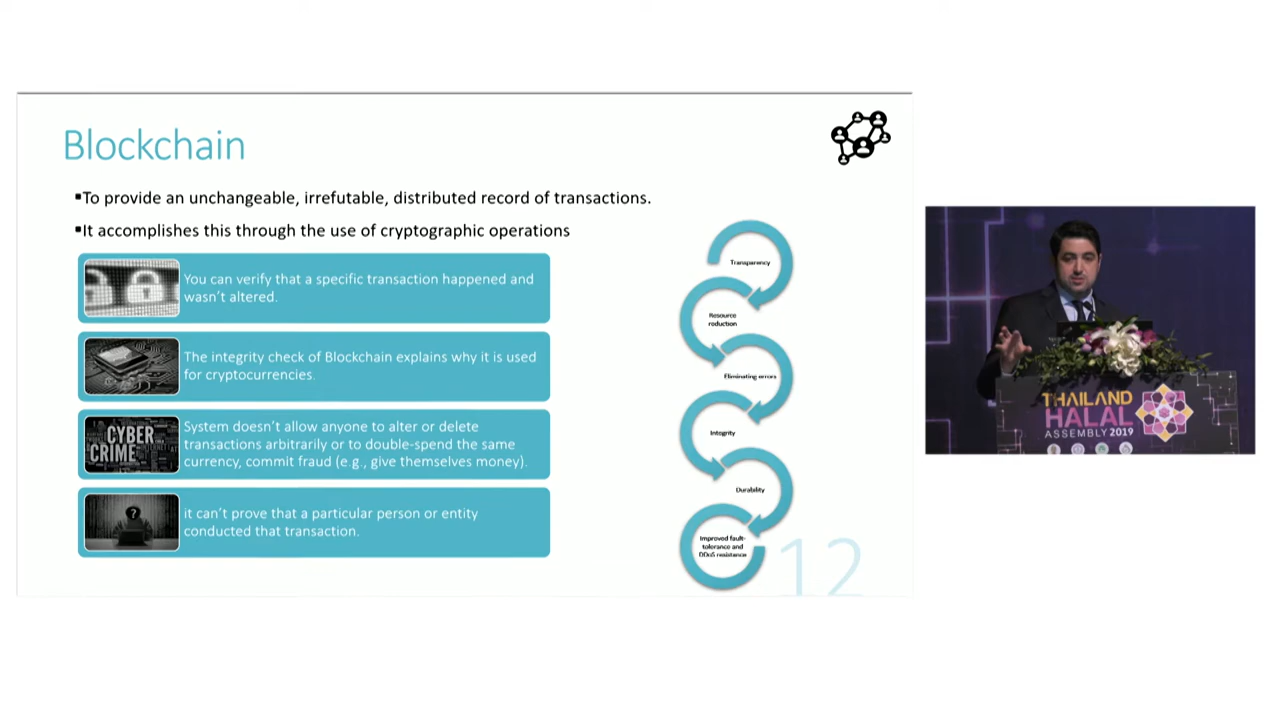 Blockchain
▪To provide an unchangeable, irrefutable, distributed record of transactions.
▪It accomplishes this through the use of cryptographic operations
You can verify that a specific transaction happened and
wasn't altered.
The integrity check of Blockchain explains why it is used
for cryptocurrencies.
CYBER
CRIME
System doesn't allow anyone to alter or delete
transactions arbitrarily or to double-spend the same
currency, commit fraud (e.g., give themselves money).
?
it can't prove that a particular person or entity
conducted that transaction.
Transparency
Resource
reduction
Eliminating errors
Integrity
Durability
Improved fault-
tolerance and
DDoS resistance
12
THAILAND
HALAL
ASSEMBLY 2019